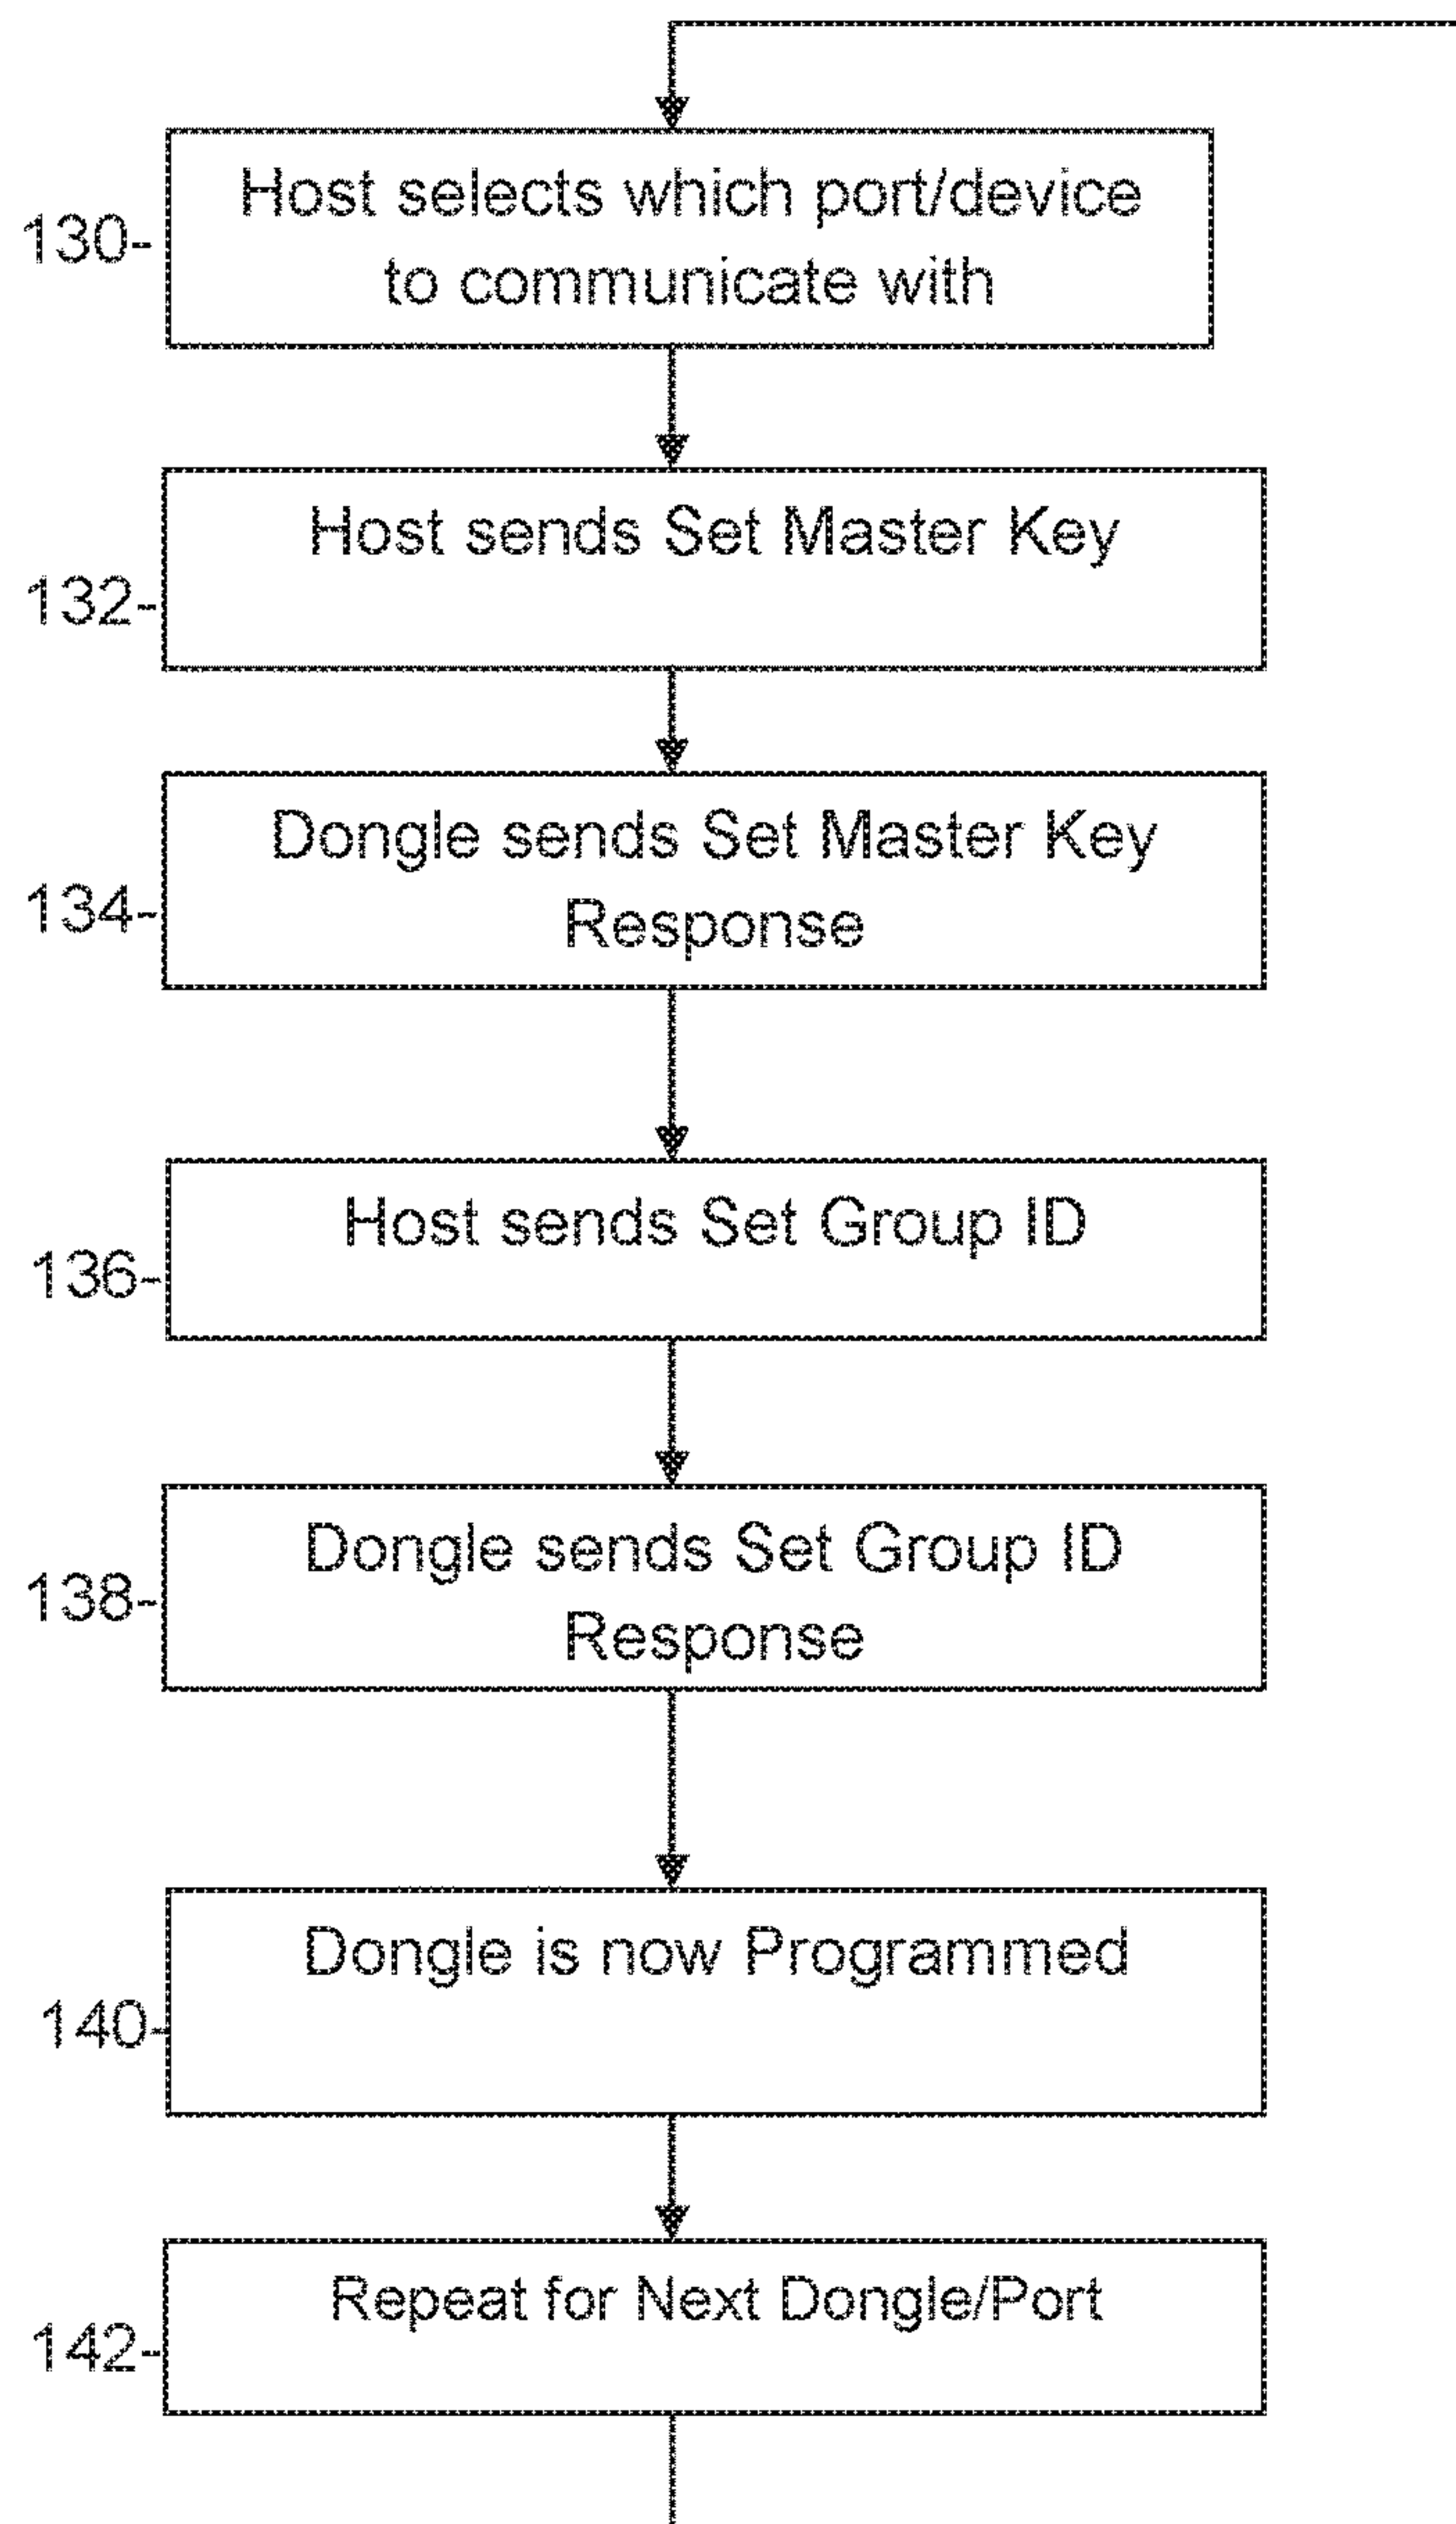 Host selects which port/device
130-
to communicate with
Host sends Set Master Key
132-
Dongle sends Set Master Key
134-
Response
Host sends Set Group ID
136-
Dongle sends Set Group ID
138-
Response
Dongle is now Programmed
140-
Repeat for Next Dongle/Port
142-